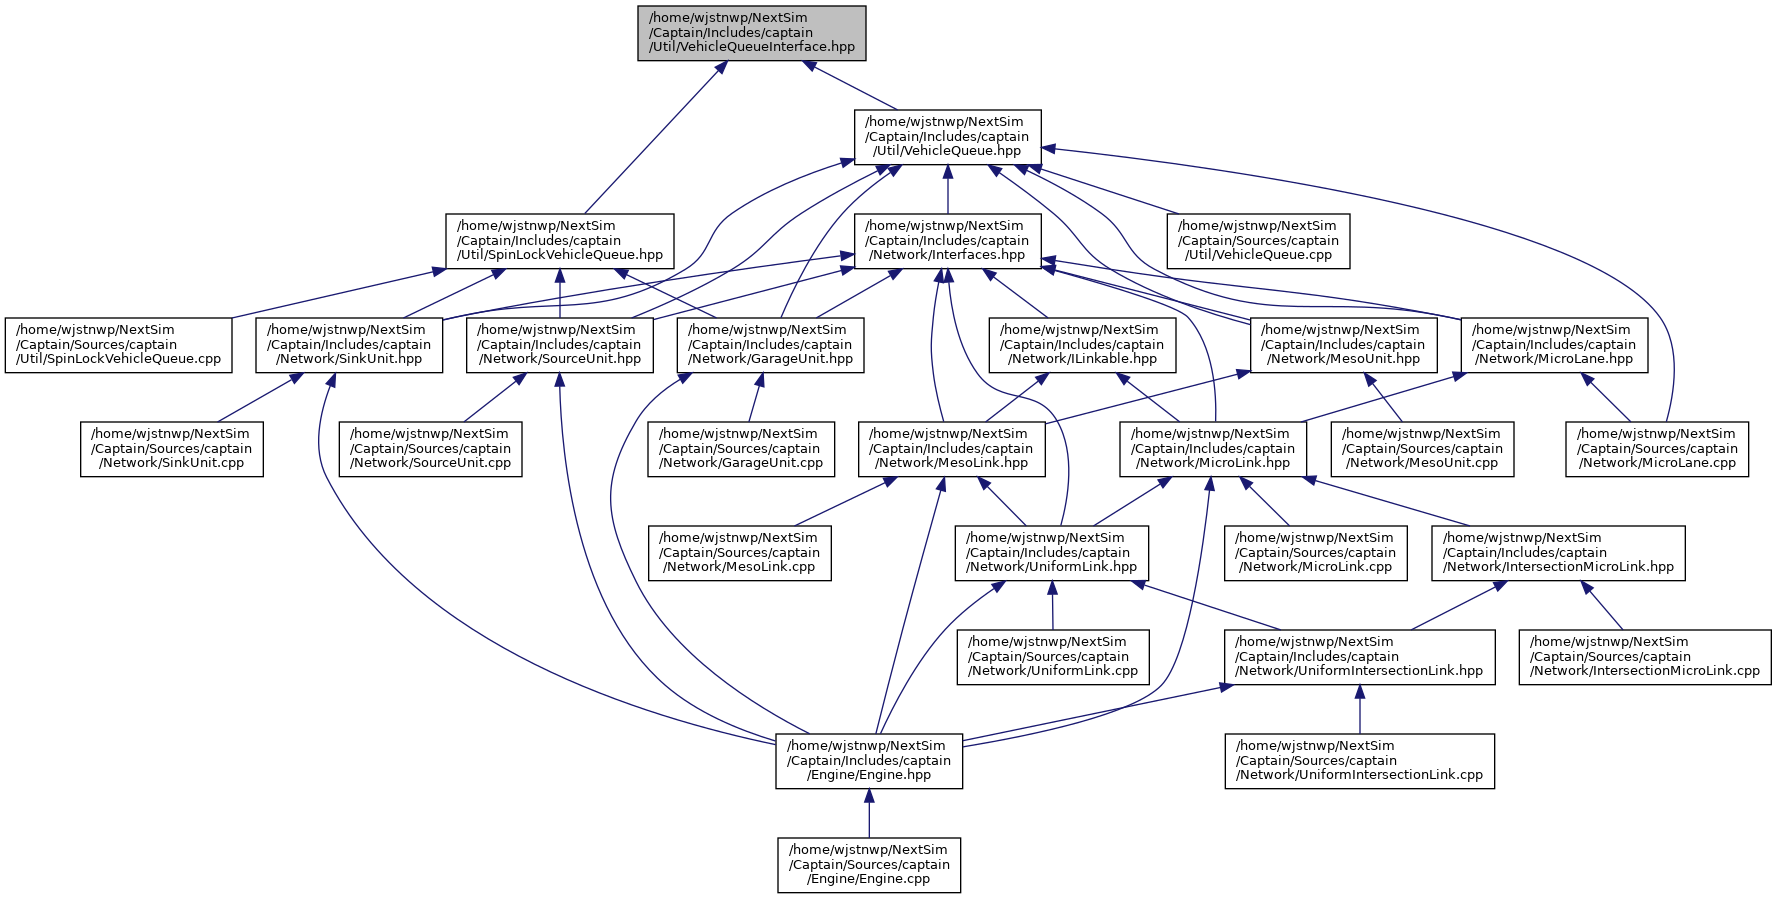 /home/wjstnwp/NextSim
/Captain/Includes/captain
/Util/VehicleQueueInterface.hpp
/home/wjstnwp/NextSim
/Captain/Includes/captain
/Util/VehicleQueue.hpp
/home/wjstnwp/NextSim
/Captain/Includes/captain
/Util/SpinLockVehicleQueue.hpp
/home/wjstnwp/NextSim
/Captain/Includes/captain
/Network/Interfaces.hpp
/home/wjstnwp/NextSim
/Captain/Sources/captain
/Util/VehicleQueue.cpp
/home/wjstnwp/NextSim
/Captain/Sources/captain
/Util/SpinLockVehicleQueue.cpp
/home/wjstnwp/NextSim
/Captain/Includes/captain
/Network/SinkUnit.hpp
/home/wjstnwp/NextSim
/Captain/Includes/captain
/Network/SourceUnit.hpp
/home/wjstnwp/NextSim
/Captain/Includes/captain
/Network/GarageUnit.hpp
/home/wjstnwp/NextSim
/Captain/Includes/captain
/Network/ILinkable.hpp
/home/wjstnwp/NextSim
/Captain/Includes/captain
/Network/MesoUnit.hpp
/home/wjstnwp/NextSim
/Captain/Includes/captain
/Network/MicroLane.hpp
/home/wjstnwp/NextSim
/Captain/Sources/captain
/Network/SinkUnit.cpp
/home/wjstnwp/NextSim
/Captain/Sources/captain
/Network/SourceUnit.cpp
/home/wjstnwp/NextSim
/Captain/Sources/captain
/Network/GarageUnit.cpp
/home/wjstnwp/NextSim
/Captain/Includes/captain
/Network/MesoLink.hpp
/home/wjstnwp/NextSim
/Captain/Includes/captain
/Network/MicroLink.hpp
/home/wjstnwp/NextSim
/Captain/Sources/captain
/Network/MesoUnit.cpp
/home/wjstnwp/NextSim
/Captain/Sources/captain
/Network/MicroLane.cpp
/home/wjstnwp/NextSim
/Captain/Sources/captain
/Network/MesoLink.cpp
/home/wjstnwp/NextSim
/Captain/Includes/captain
/Network/UniformLink.hpp
/home/wjstnwp/NextSim
/Captain/Sources/captain
/Network/MicroLink.cpp
/home/wjstnwp/NextSim
/Captain/Includes/captain
/Network/IntersectionMicroLink.hpp
/home/wjstnwp/NextSim
/Captain/Sources/captain
/Network/UniformLink.cpp
/home/wjstnwp/NextSim
/Captain/Includes/captain
/Network/UniformIntersectionLink.hpp
/home/wjstnwp/NextSim
/Captain/Sources/captain
/Network/IntersectionMicroLink.cpp
/home/wjstnwp/NextSim
/Captain/Includes/captain
/Engine/Engine.hpp
/home/wjstnwp/NextSim
/Captain/Sources/captain
/Network/UniformIntersectionLink.cpp
/home/wjstnwp/NextSim
/Captain/Sources/captain
/Engine/Engine.cpp